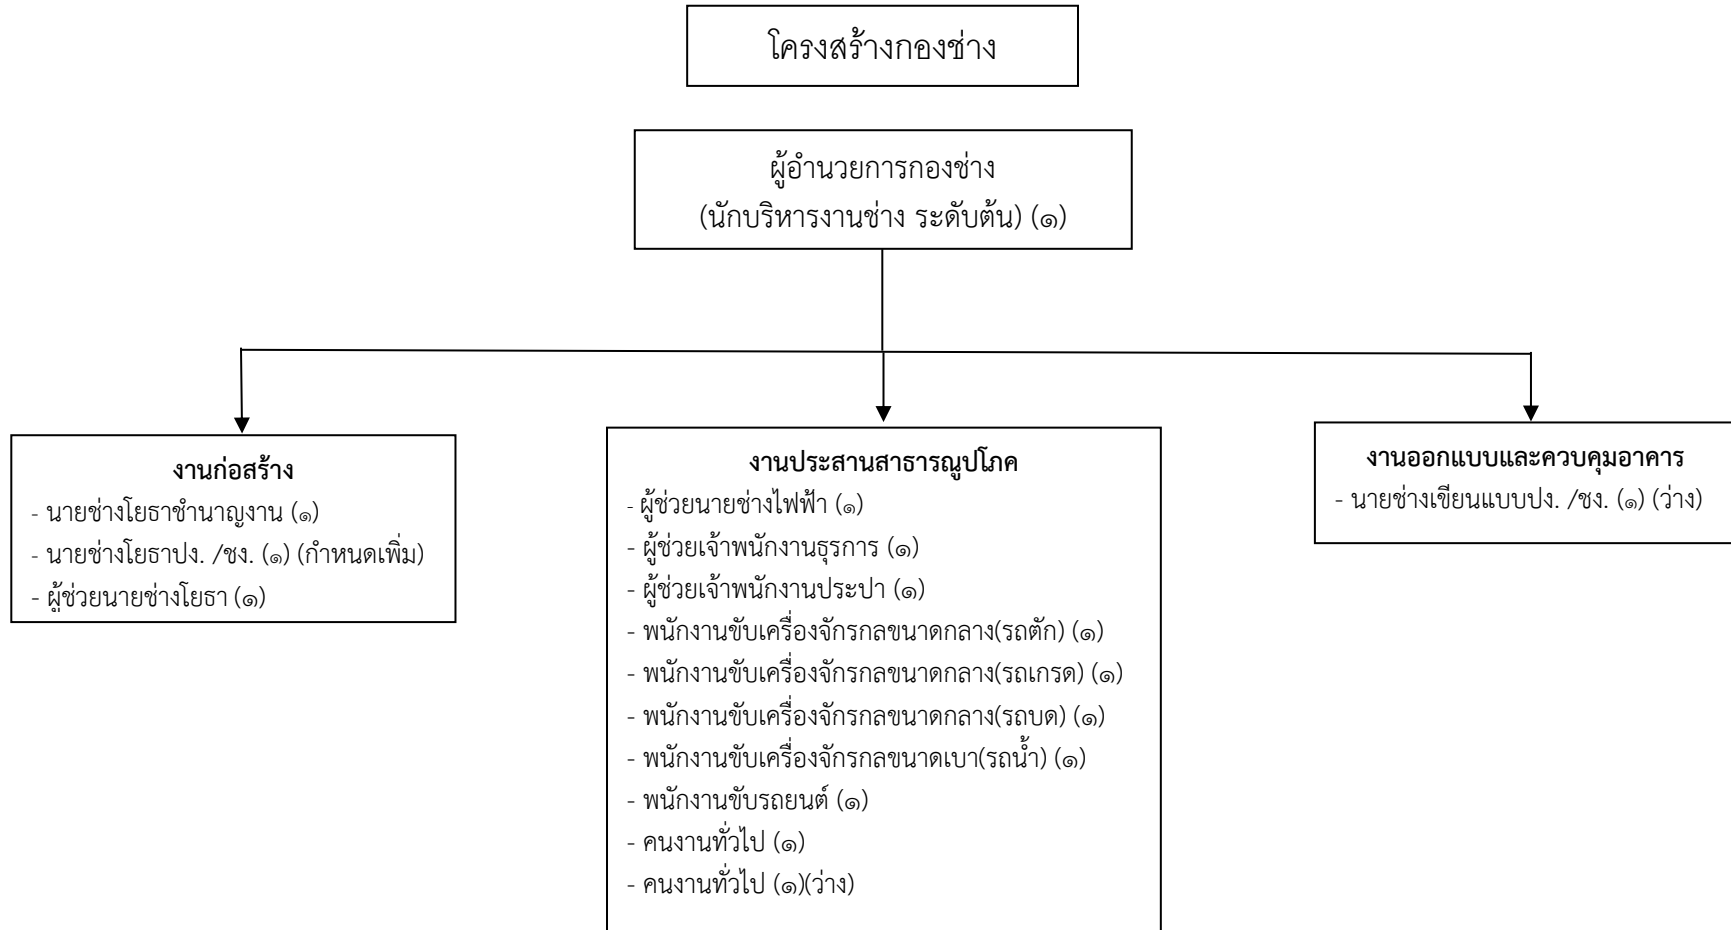 โครงสร้างกองช่าง
ผู้อำนวยการกองช่าง
(นักบริหารงานช่าง ระดับต้น) (๑)
งานก่อสร้าง
- นายช่างโยธาชำนาญงาน (๑)
- นายช่างโยธาปง. /ชง. (๑) (กำหนดเพิ่ม)
- ผู้ช่วยนายช่างโยธา (๑)
งานประสานสาธารณูปโภค
- ผู้ช่วยนายช่างไฟฟ้า (๑)
- ผู้ช่วยเจ้าพนักงานธุรการ (๑)
- ผู้ช่วยเจ้าพนักงานประปา (๑)
- พนักงานขับเครื่องจักรกลขนาดกลาง(รถตัก) (๑)
- พนักงานขับเครื่องจักรกลขนาดกลาง(รถเกรด) (๑)
- พนักงานขับเครื่องจักรกลขนาดกลาง(รถบด) (๑)
- พนักงานขับเครื่องจักรกลขนาดเบา(รถน้ำ) (๑)
- พนักงานขับรถยนต์ (๑)
- คนงานทั่วไป (๑)
- คนงานทั่วไป (๑)(ว่าง)
งานออกแบบและควบคุมอาคาร
- นายช่างเขียนแบบปง. /ชง. (๑) (ว่าง)